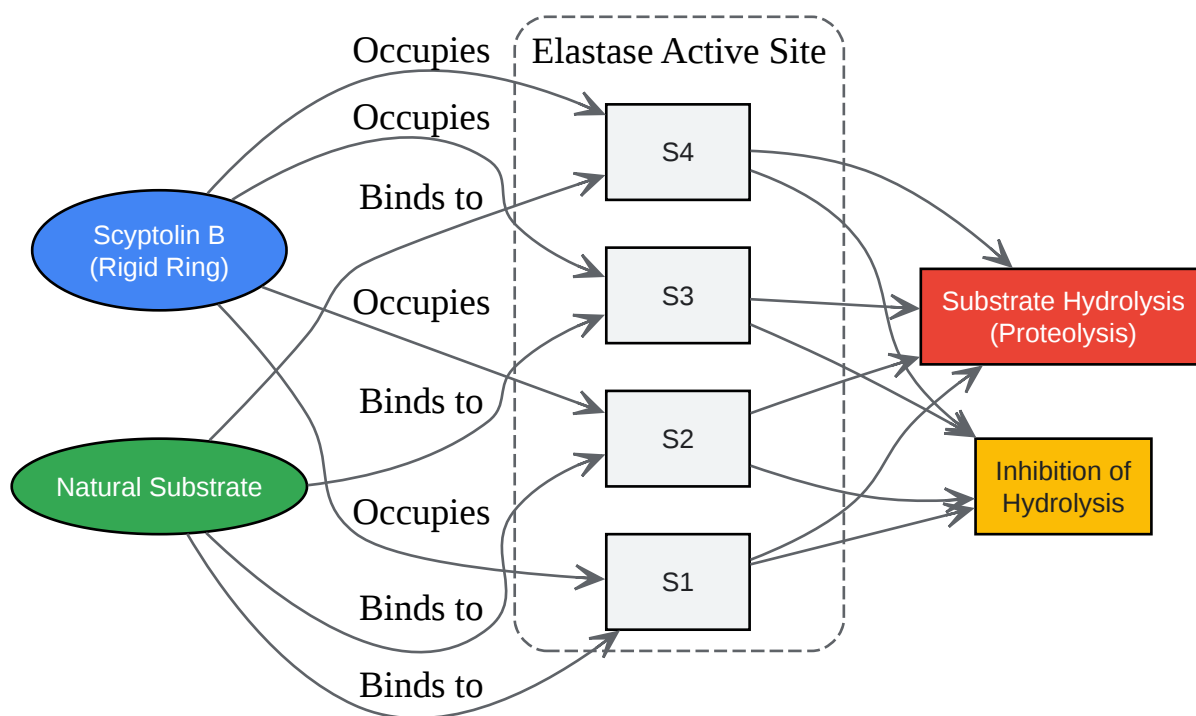 Occupies
Elastase Active Site
Occupies
S4
Binds to
Scyptolin B
(Rigid Ring)
Occupies
S3
Substrate Hydrolysis
(Proteolysis)
Binds to
S2
Natural Substrate
Inhibition of
Hydrolysis
Occupies
S1
Binds to
Binds to